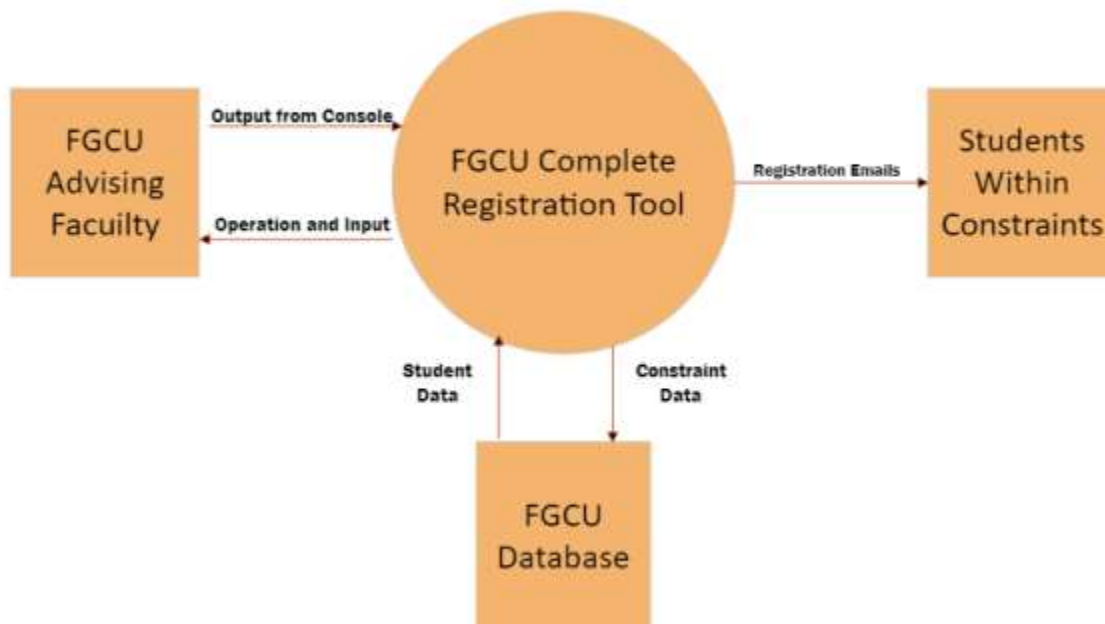 Output from Console
FGCU
Advising
Facuilty
Operation and Input
FGCU Complete
Registration Tool
Registration Emails
Students
Within
Constraints
Student
Data
Constraint
Data
FGCU
Database